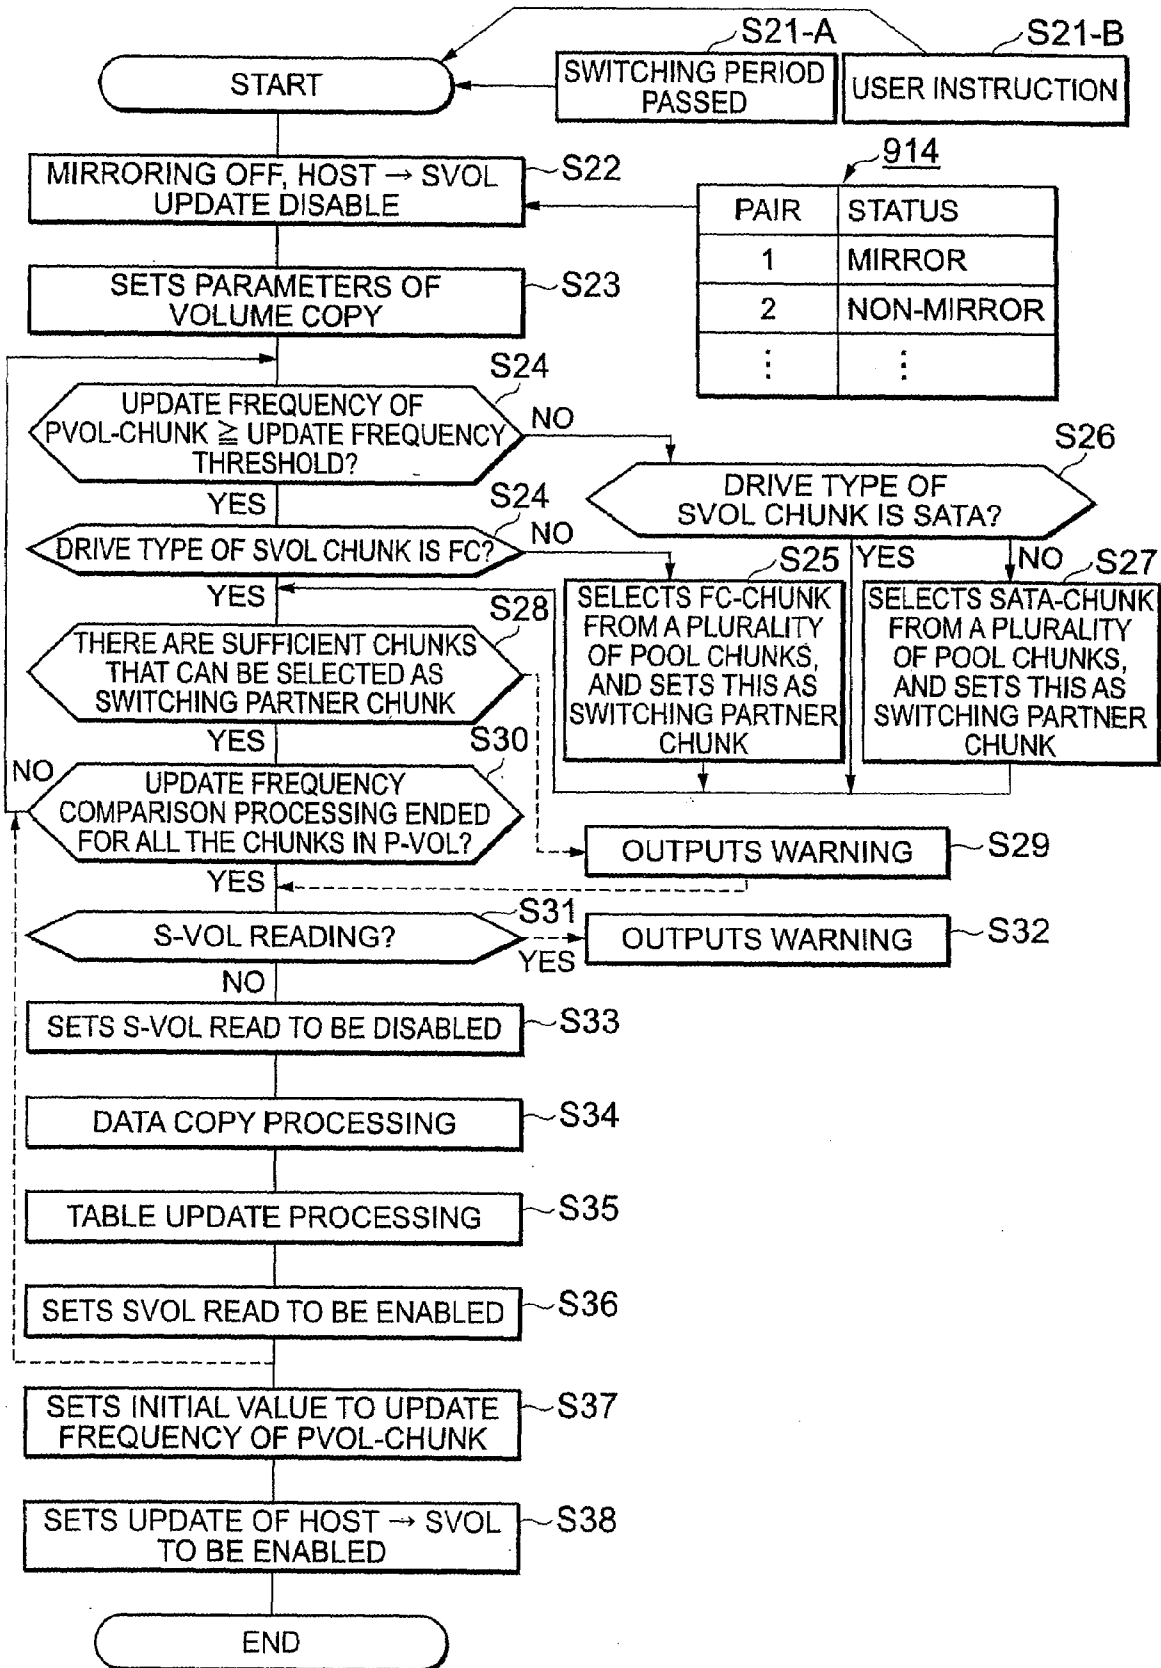 START
SWITCHING PERIOD
PASSED
S21-A
USER INSTRUCTION
S21-B
MIRRORING OFF, HOST → SVOL
UPDATE DISABLE
S22
914
PAIR STATUS
1 MIRROR
2 NON-MIRROR
⋮ ⋮
SETS PARAMETERS OF
VOLUME COPY
S23
UPDATE FREQUENCY OF
PVOL-CHUNK ≧ UPDATE FREQUENCY
THRESHOLD?
S24
NO
YES
DRIVE TYPE OF
SVOL CHUNK IS SATA?
S26
YES
NO
DRIVE TYPE OF SVOL CHUNK IS FC?
S24
NO
YES
SELECTS FC-CHUNK
FROM A PLURALITY
OF POOL CHUNKS,
AND SETS THIS AS
SWITCHING PARTNER
CHUNK
S25
SELECTS SATA-CHUNK
FROM A PLURALITY
OF POOL CHUNKS,
AND SETS THIS AS
SWITCHING PARTNER
CHUNK
S27
THERE ARE SUFFICIENT CHUNKS
THAT CAN BE SELECTED AS
SWITCHING PARTNER CHUNK
S28
YES
UPDATE FREQUENCY
COMPARISON PROCESSING ENDED
FOR ALL THE CHUNKS IN P-VOL?
S30
NO
YES
OUTPUTS WARNING
S29
S-VOL READING?
S31
YES
NO
OUTPUTS WARNING
S32
SETS S-VOL READ TO BE DISABLED
S33
DATA COPY PROCESSING
S34
TABLE UPDATE PROCESSING
S35
SETS SVOL READ TO BE ENABLED
S36
SETS INITIAL VALUE TO UPDATE
FREQUENCY OF PVOL-CHUNK
S37
SETS UPDATE OF HOST → SVOL
TO BE ENABLED
S38
END